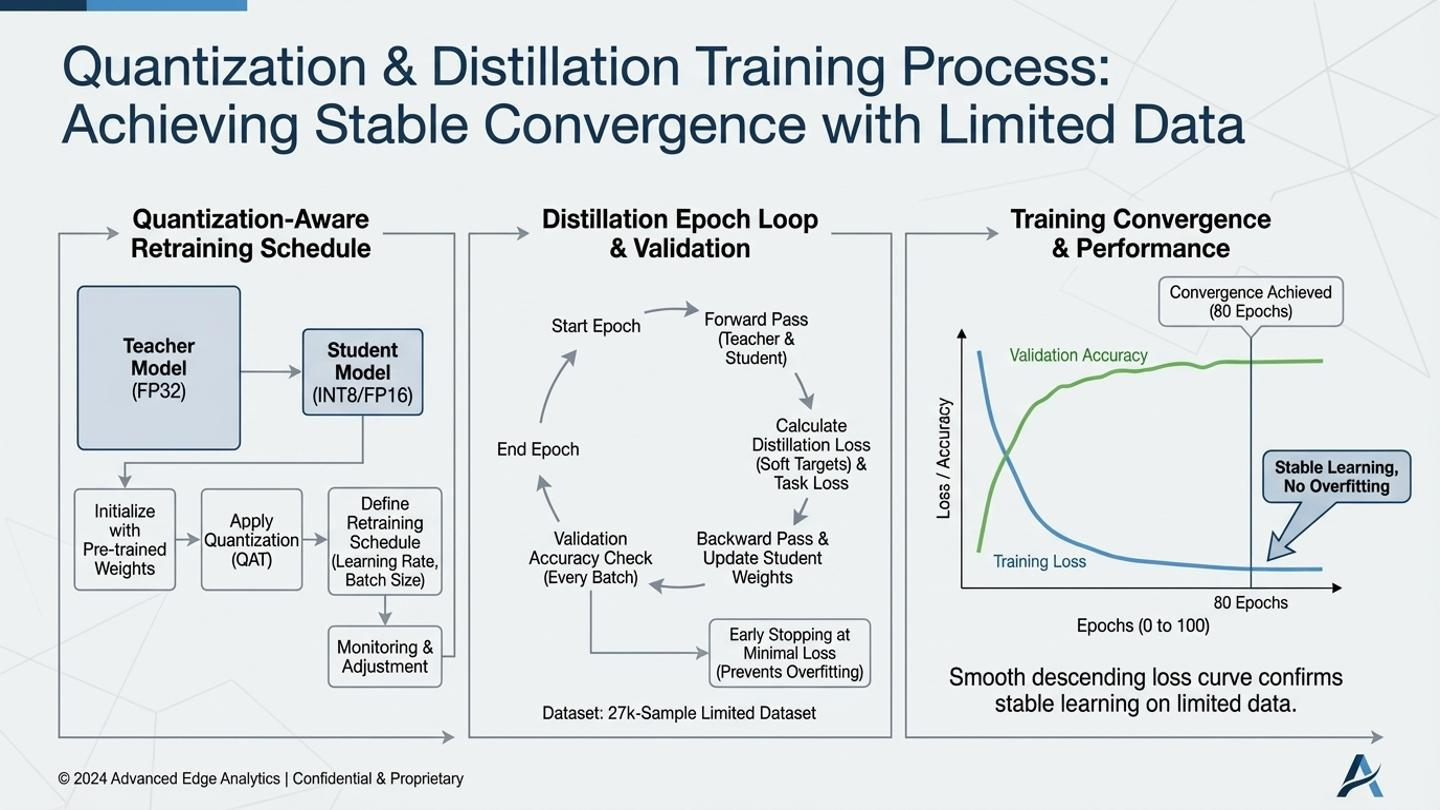 Quantization & Distillation Training Process:
Achieving Stable Convergence with Limited Data
Quantization-Aware
Retraining Schedule
Teacher
Model
(FP32)
Student
Model
(INT8/FP16)
Initialize
with
Pre-trained
Weights
Apply
Quantization
(QAT)
Define
Retraining
Schedule
(Learning Rate,
Batch Size)
Monitoring &
Adjustment
Distillation Epoch Loop
& Validation
Start Epoch
Forward Pass
(Teacher &
Student)
Calculate
Distillation Loss
(Soft Targets) &
Task Loss
Backward Pass &
Update Student
Weights
Validation
Accuracy Check
(Every Batch)
End Epoch
Early Stopping at
Minimal Loss
(Prevents Overfitting)
Dataset: 27k-Sample Limited Dataset
Training Convergence
& Performance
Convergence Achieved
(80 Epochs)
Validation Accuracy
Loss / Accuracy
Stable Learning,
No Overfitting
Training Loss
80 Epochs
Epochs (0 to 100)
Smooth descending loss curve confirms
stable learning on limited data.
© 2024 Advanced Edge Analytics | Confidential & Proprietary